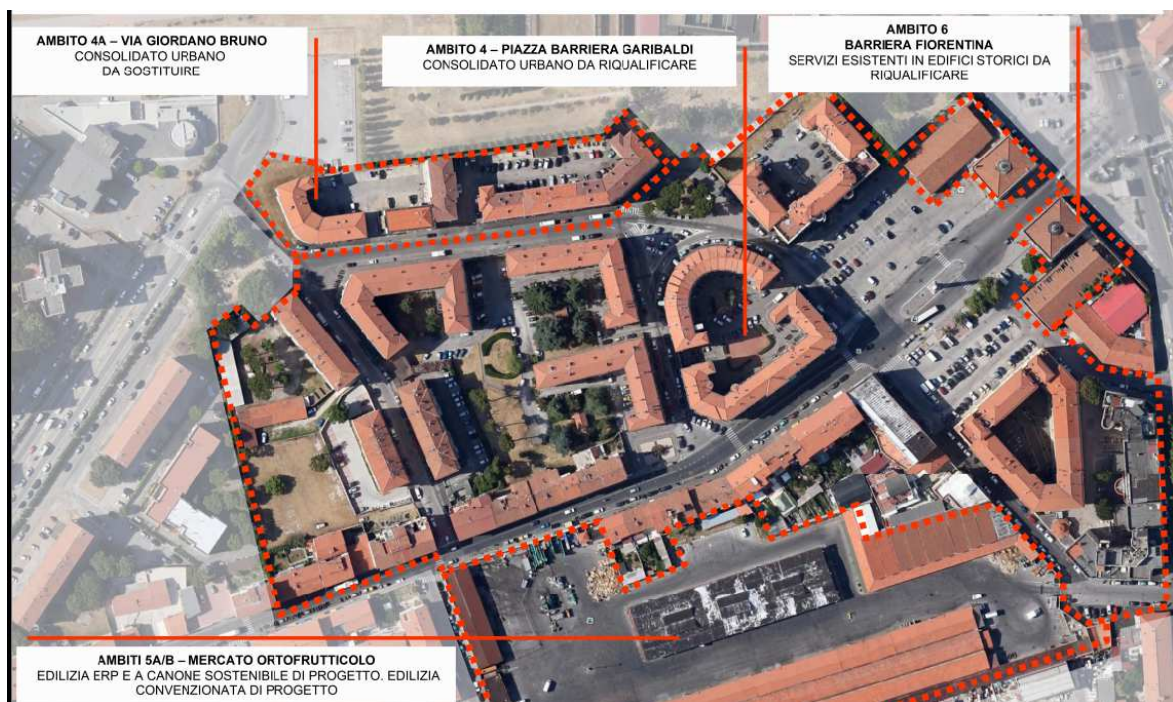 AMBITO 4A – VIA GIORDANO BRUNO
CONSOLIDATO URBANO
DA SOSTITUIRE
AMBITO 4 – PIAZZA BARRIERA GARIBALDI
CONSOLIDATO URBANO DA RIQUALIFICARE
AMBITO 6
BARRIERA FIORENTINA
SERVIZI ESISTENTI IN EDIFICI STORICI DA
RIQUALIFICARE
AMBITI 5A/B – MERCATO ORTOFRUTTICOLO
EDILIZIA ERP E A CANONE SOSTENIBILE DI PROGETTO. EDILIZIA
CONVENZIONATA DI PROGETTO